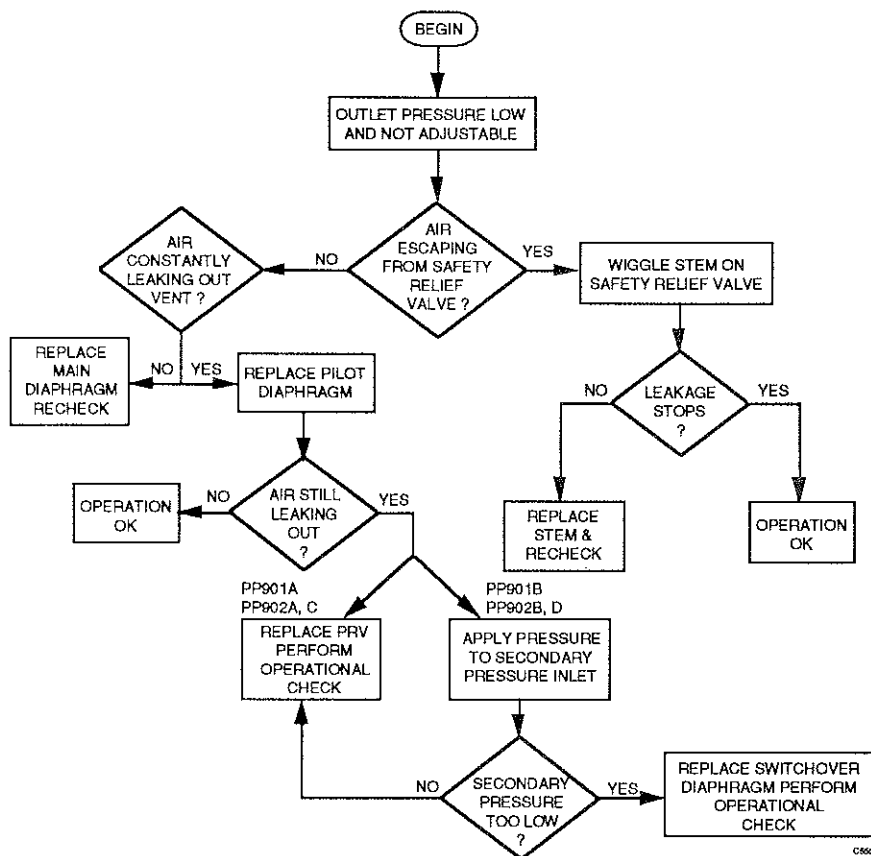 BEGIN
OUTLET PRESSURE LOW
AND NOT ADJUSTABLE
AIR
ESCAPING
FROM SAFETY
RELIEF
VALVE ?
NO
YES
AIR
CONSTANTLY
LEAKING OUT
VENT ?
WIGGLE STEM ON
SAFETY RELIEF VALVE
NO
YES
REPLACE
MAIN
DIAPHRAGM
RECHECK
REPLACE PILOT
DIAPHRAGM
LEAKAGE
STOPS
?
NO
YES
REPLACE
STEM &
RECHECK
OPERATION
OK
AIR STILL
LEAKING
OUT
?
NO
YES
OPERATION
OK
PP901A
PP902A, C
REPLACE PRV
PERFORM
OPERATIONAL
CHECK
PP901B
PP902B, D
APPLY PRESSURE
TO SECONDARY
PRESSURE INLET
SECONDARY
PRESSURE
TOO LOW
?
NO
YES
REPLACE SWITCHOVER
DIAPHRAGM PERFORM
OPERATIONAL
CHECK